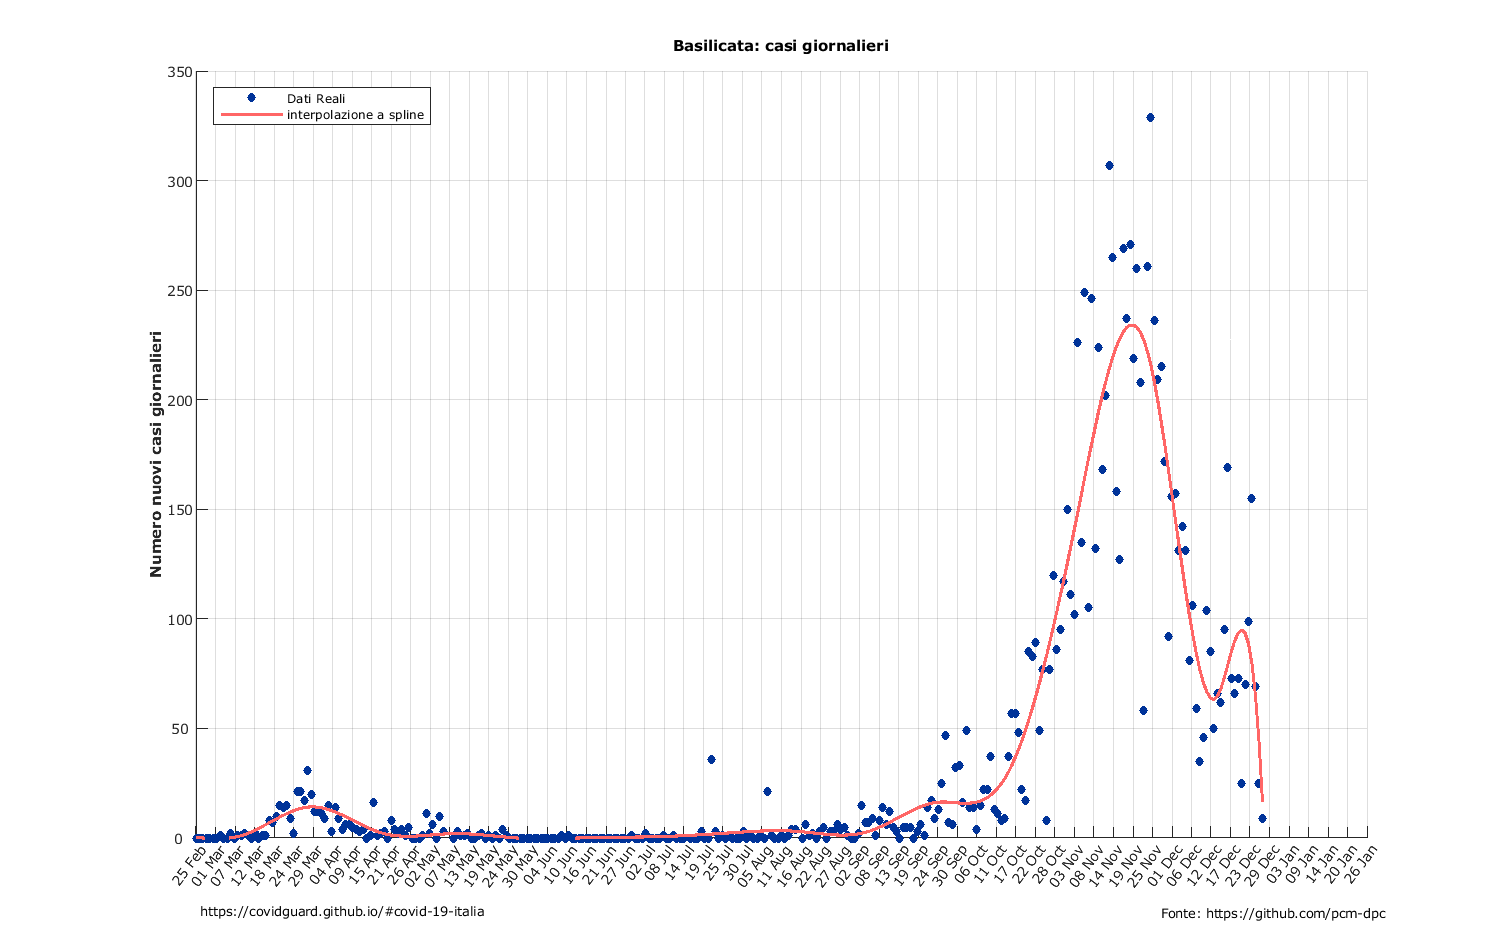 Basilicata: casi giornalieri
350
300
250
200
150
100
50
0
Numero nuovi casi giornalieri
Dati Reali
interpolazione a spline
25 Feb
01 Mar
07 Mar
12 Mar
18 Mar
24 Mar
29 Mar
04 Apr
09 Apr
15 Apr
21 Apr
26 Apr
02 May
07 May
13 May
19 May
24 May
30 May
04 Jun
10 Jun
16 Jun
21 Jun
27 Jun
02 Jul
08 Jul
14 Jul
19 Jul
25 Jul
30 Jul
05 Aug
11 Aug
16 Aug
22 Aug
27 Aug
02 Sep
08 Sep
13 Sep
19 Sep
24 Sep
30 Sep
06 Oct
11 Oct
17 Oct
22 Oct
28 Oct
03 Nov
08 Nov
14 Nov
19 Nov
25 Nov
01 Dec
06 Dec
12 Dec
17 Dec
23 Dec
29 Dec
03 Jan
09 Jan
14 Jan
20 Jan
26 Jan
https://covidguard.github.io/#covid-19-italia
Fonte: https://github.com/pcm-dpc